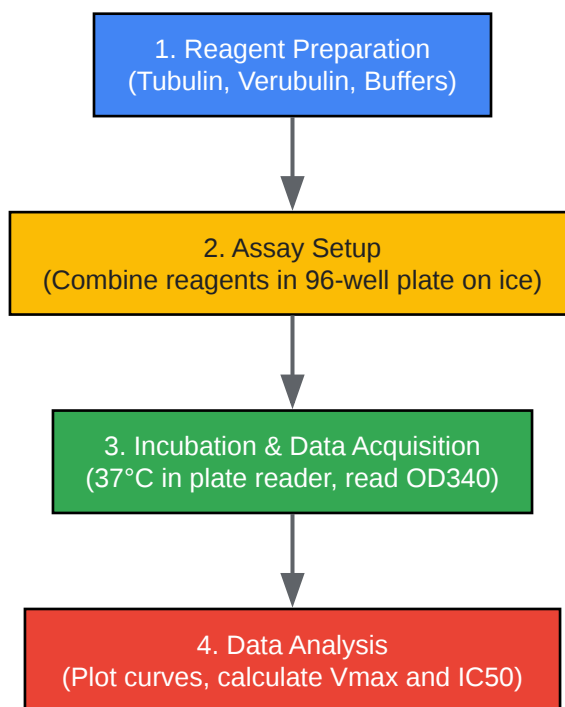 1. Reagent Preparation
(Tubulin, Verubulin, Buffers)
2. Assay Setup
(Combine reagents in 96-well plate on ice)
3. Incubation & Data Acquisition
(37°C in plate reader, read OD340)
4. Data Analysis
(Plot curves, calculate Vmax and IC50)